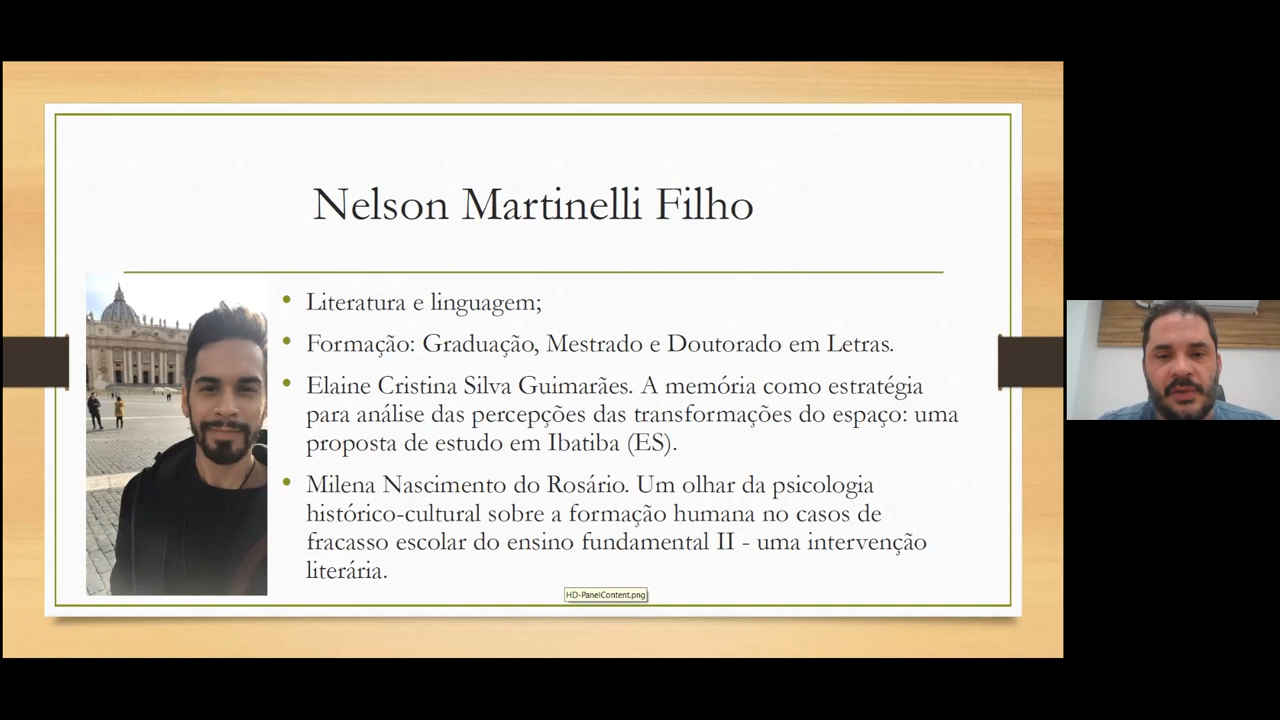 Nelson Martinelli Filho
Literatura e linguagem;
Formação: Graduação, Mestrado e Doutorado em Letras.
Elaine Cristina Silva Guimarães. A memória como estratégia
para análise das percepções das transformações do espaço: uma
proposta de estudo em Ibatiba (ES).
Milena Nascimento do Rosário. Um olhar da psicologia
histórico-cultural sobre a formação humana no casos de
fracasso escolar do ensino fundamental II - uma intervenção
literária.
HD-PanelContent.png